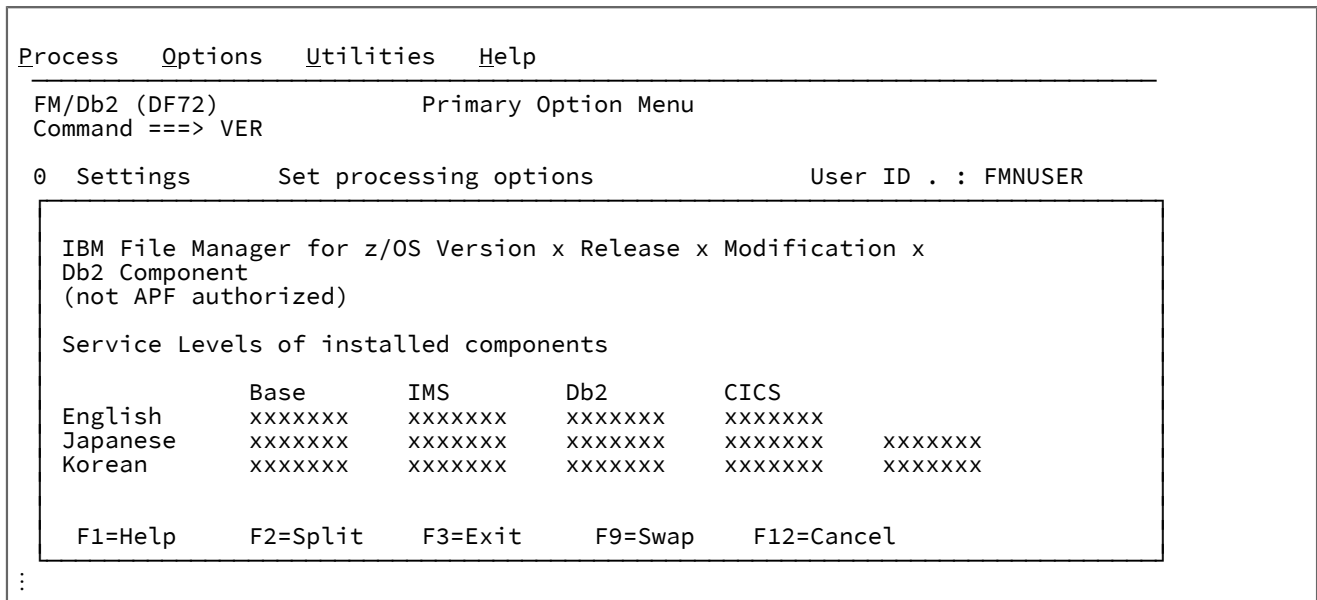 Process   Options   Utilities   Help
FM/Db2 (DF72)              Primary Option Menu
Command ===> VER
0  Settings      Set processing options               User ID . : FMNUSER
IBM File Manager for z/OS Version x Release x Modification x
Db2 Component
(not APF authorized)
Service Levels of installed components
Base       IMS        Db2        CICS
English      xxxxxxx    xxxxxxx    xxxxxxx    xxxxxxx
Japanese     xxxxxxx    xxxxxxx    xxxxxxx    xxxxxxx    xxxxxxx
Korean       xxxxxxx    xxxxxxx    xxxxxxx    xxxxxxx    xxxxxxx
F1=Help     F2=Split    F3=Exit     F9=Swap    F12=Cancel
⋮